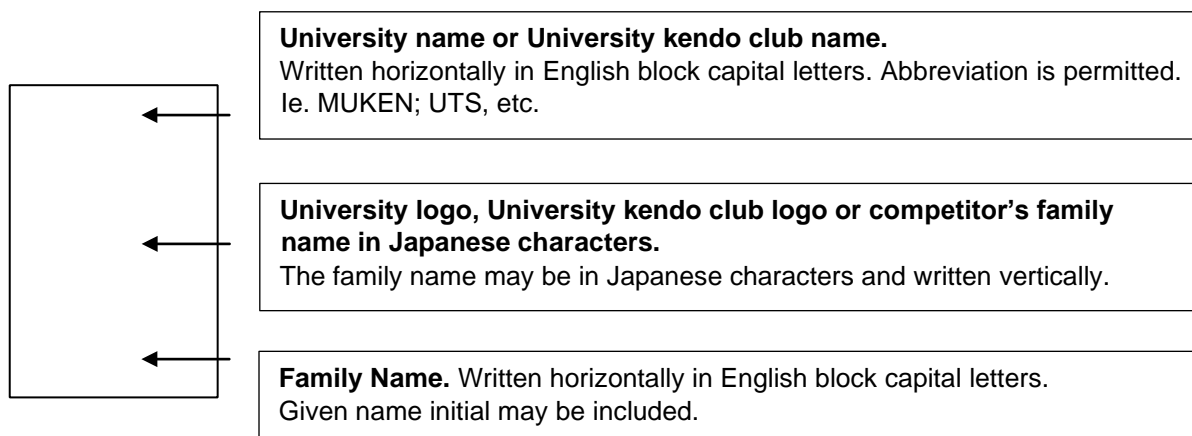 University name or University kendo club name.
Written horizontally in English block capital letters. Abbreviation is permitted.
Ie. MUKEN; UTS, etc.
University logo, University kendo club logo or competitor’s family
name in Japanese characters.
The family name may be in Japanese characters and written vertically.
Family Name. Written horizontally in English block capital letters.
Given name initial may be included.